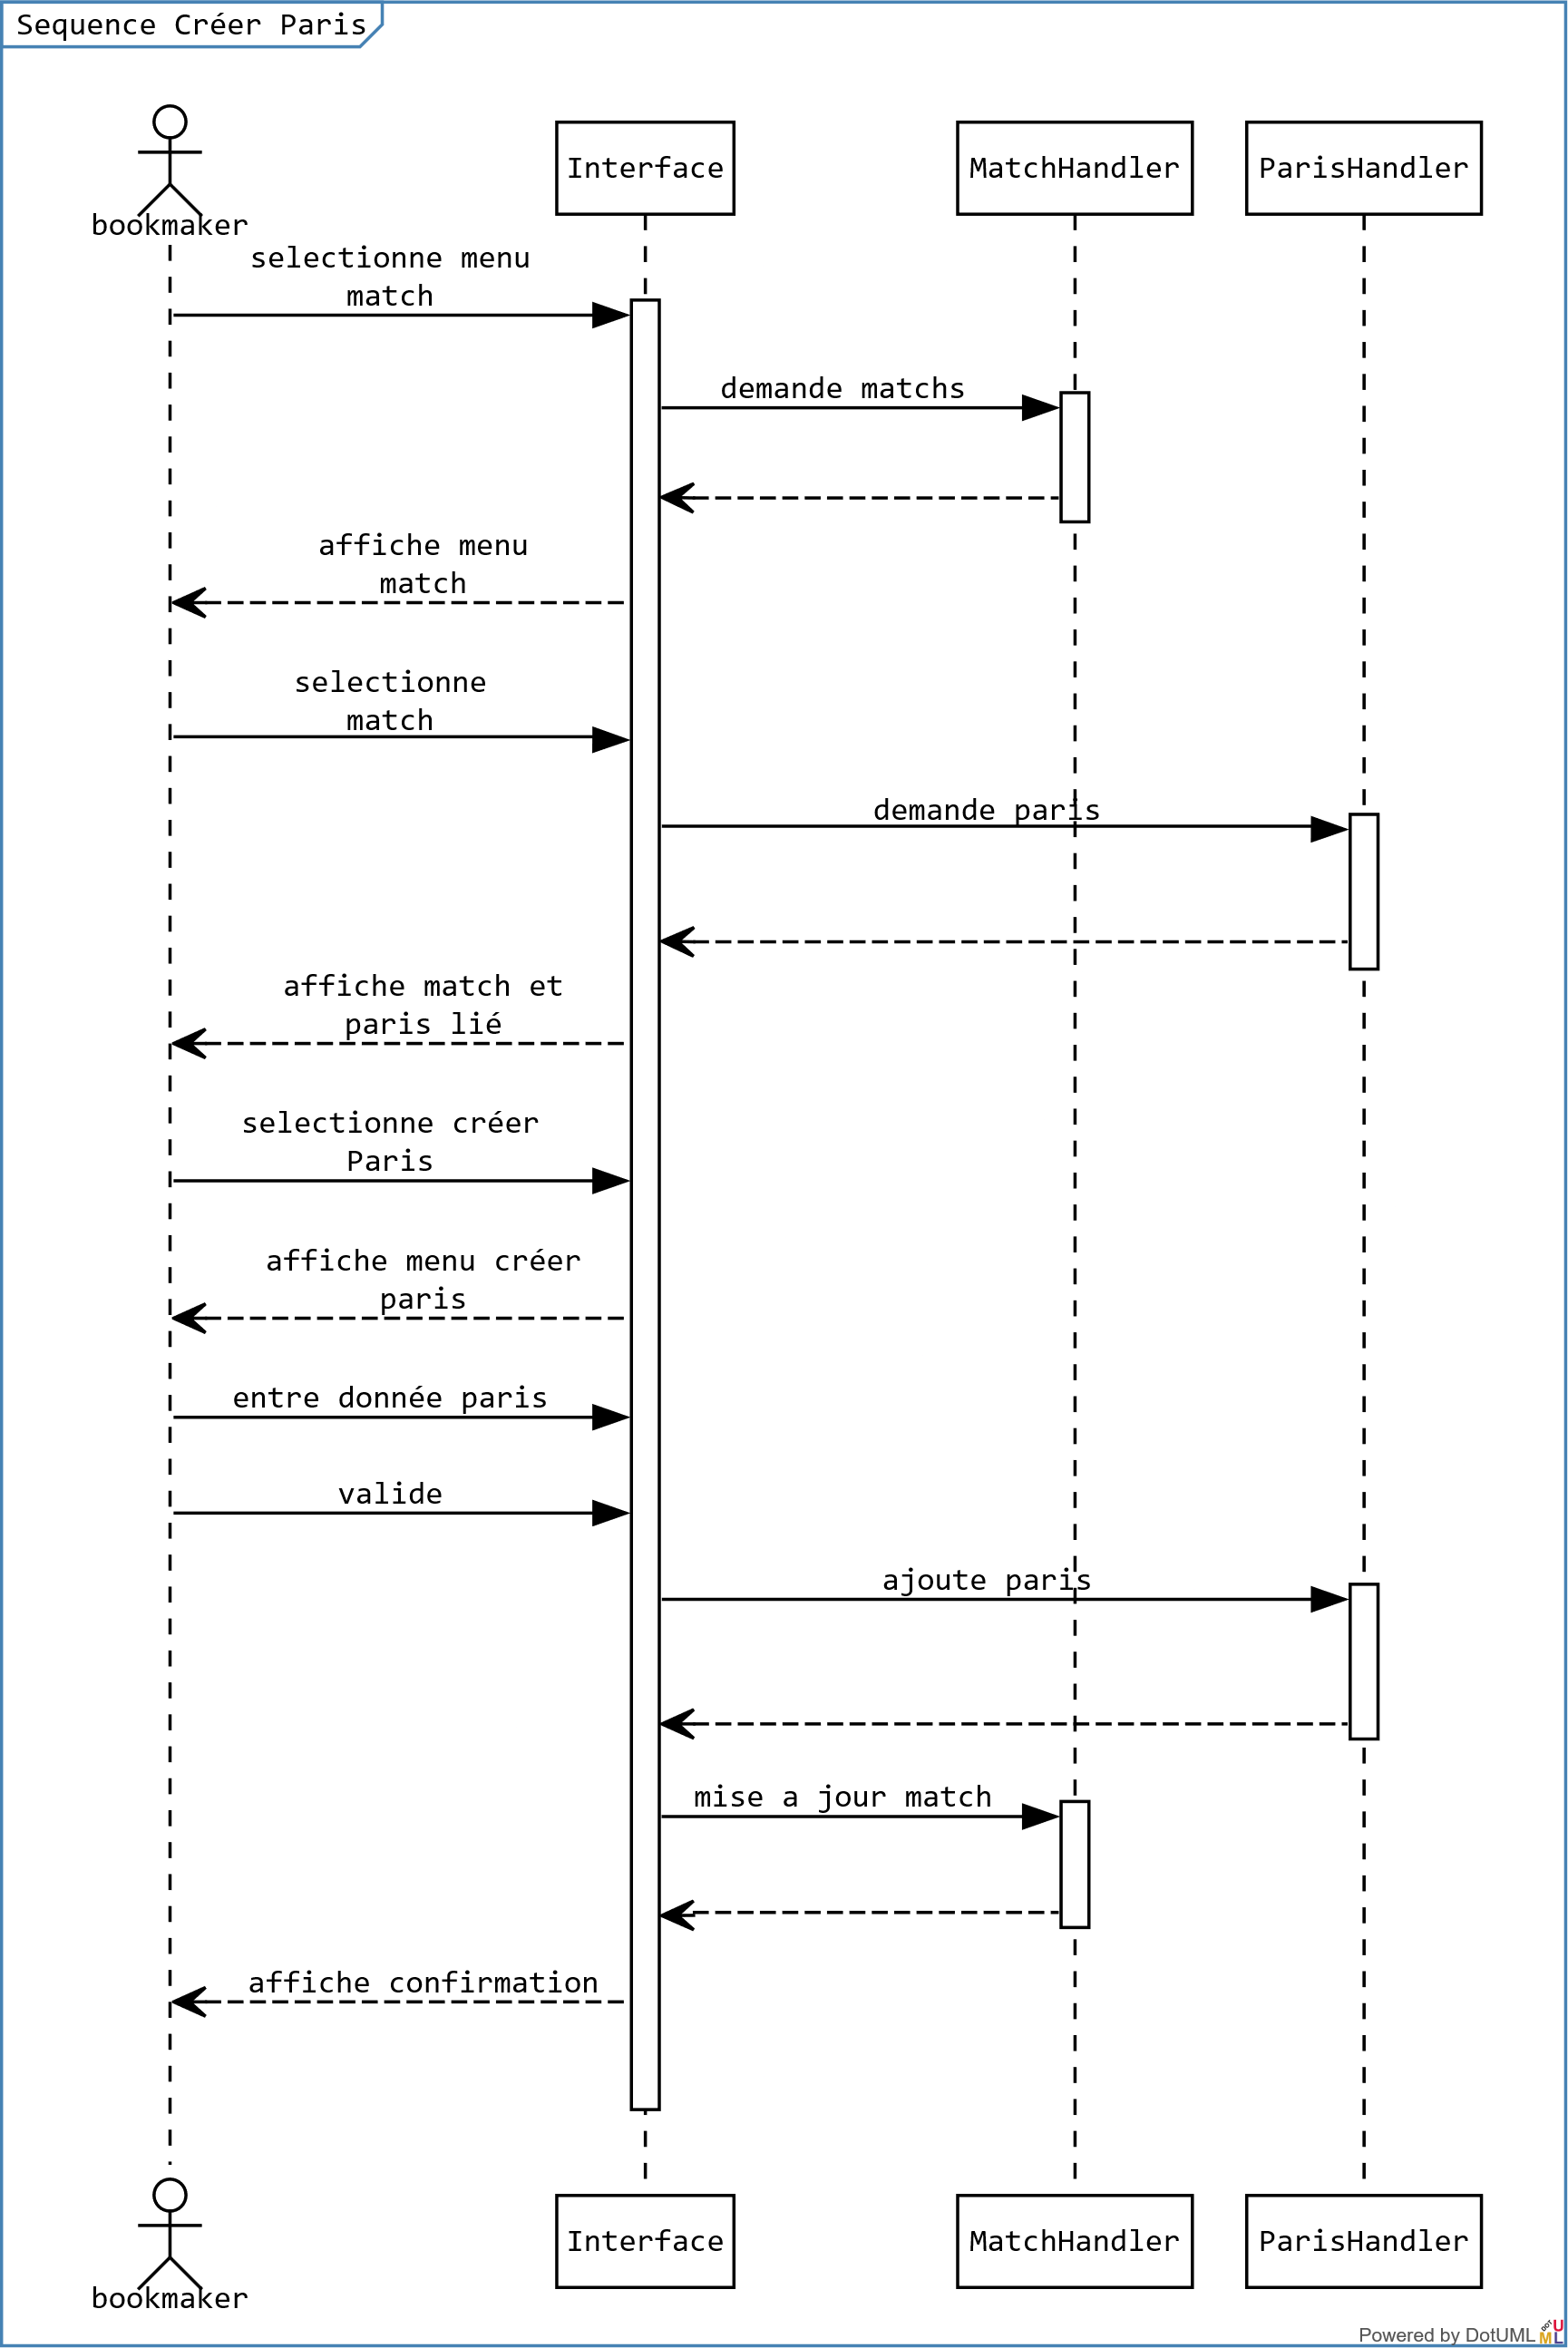 Sequence Créer Paris
Interface
MatchHandler
ParisHandler
bookmaker
selectionne menu
match
demande matchs
affiche menu
match
selectionne
match
demande paris
affiche match et
paris lié
selectionne créer
Paris
affiche menu créer
paris
entre donnée paris
valide
ajoute paris
mise a jour match
affiche confirmation
Interface
MatchHandler
ParisHandler
bookmaker
Powered by DotUML
DOT
U
ML